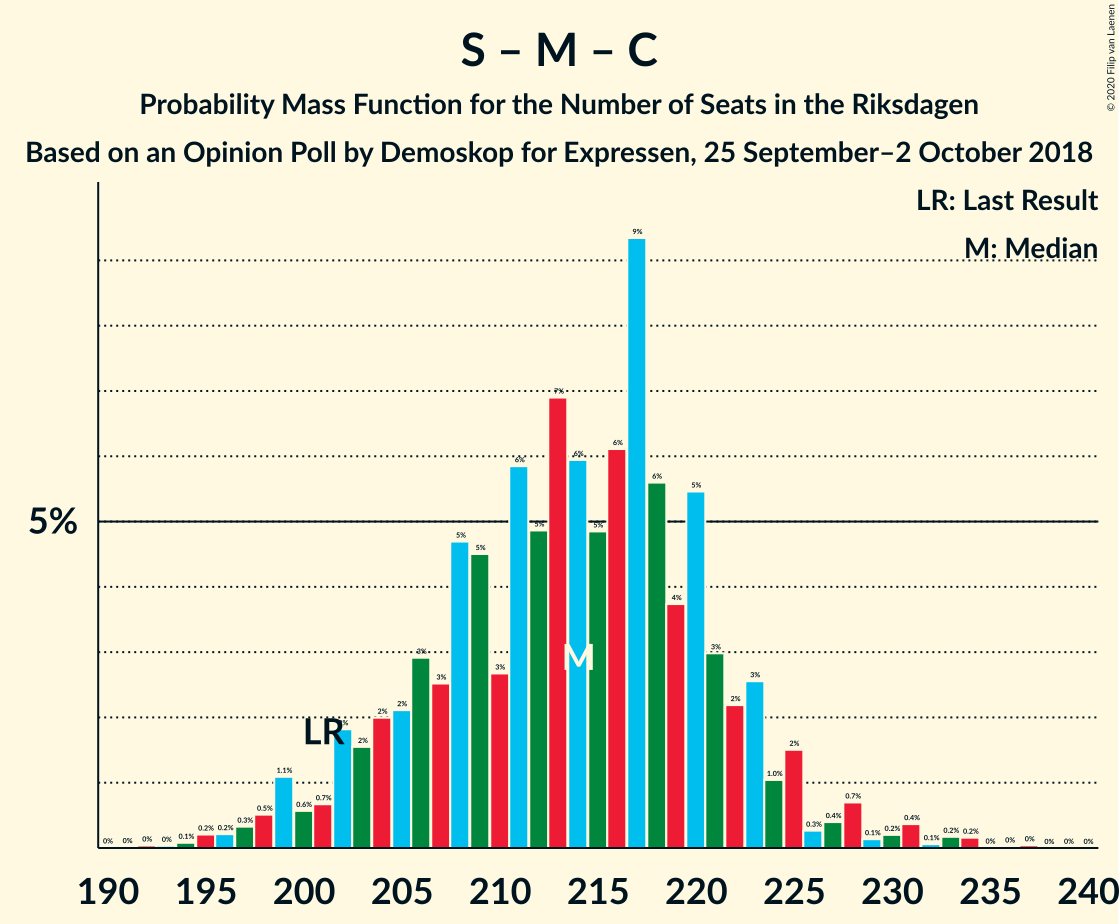 S – M – C
Probability Mass Function for the Number of Seats in the Riksdagen
Based on an Opinion Poll by Demoskop for Expressen, 25 September–2 October 2018
© 2020 Filip van Laenen
LR: Last Result
M: Median
5%
0% 0% 0% 0% 0.1% 0.2% 0.2% 0.3% 0.5% 1.1% 0.6% 0.7% 2% 2% 2% 3% 3% 5% 5% 3% 6% 5% 7% 6% 5% 6% 9% 6% 4% 5% 3% 2% 3% 1.0% 2% 0.3% 0.4% 0.7% 0.1% 0.2% 0.4% 0.1% 0.2% 0.2% 0% 0% 0% 0% 0% 0%
LR
M
190 195 200 205 210 215 220 225 230 235 240